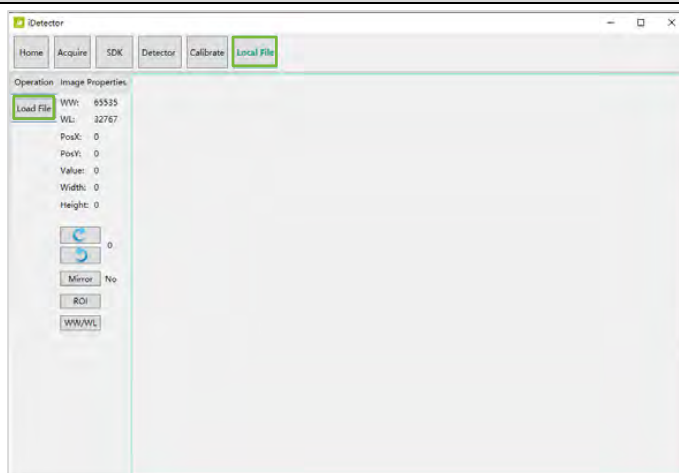 iDetector
Home Acquire SDK Detector Calibrate Local File
Operation Image Properties
Load File
WW: 65535
WL: 32767
PosX: 0
PosY: 0
Value: 0
Width: 0
Height: 0
0
Mirror No
ROI
WW/WL